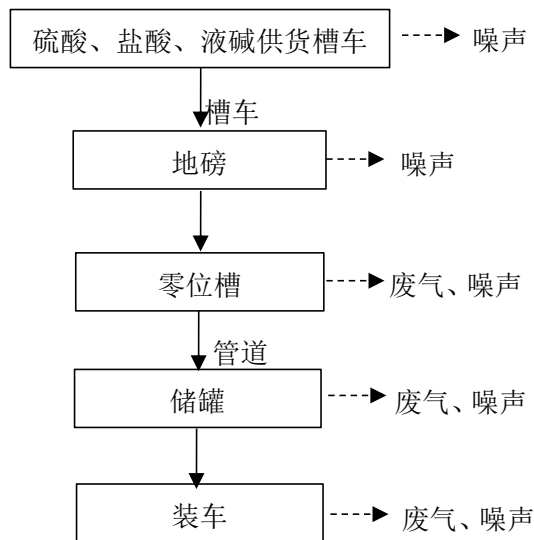 硫酸、盐酸、液碱供货槽车
噪声
槽车
地磅
噪声
零位槽
废气、噪声
管道
储罐
废气、噪声
装车
废气、噪声